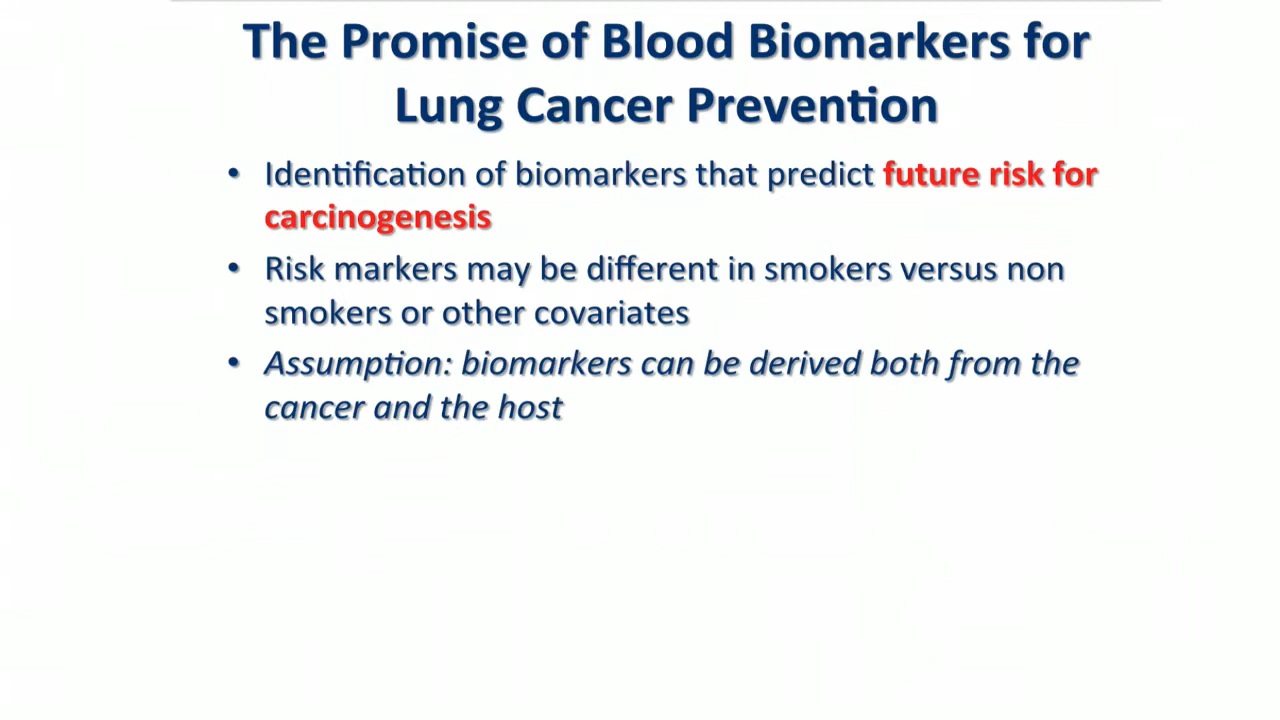 The Promise of Blood Biomarkers for
Lung Cancer Prevention
• Identification of biomarkers that predict future risk for
carcinogenesis
• Risk markers may be different in smokers versus non
smokers or other covariates
• Assumption: biomarkers can be derived both from the
cancer and the host